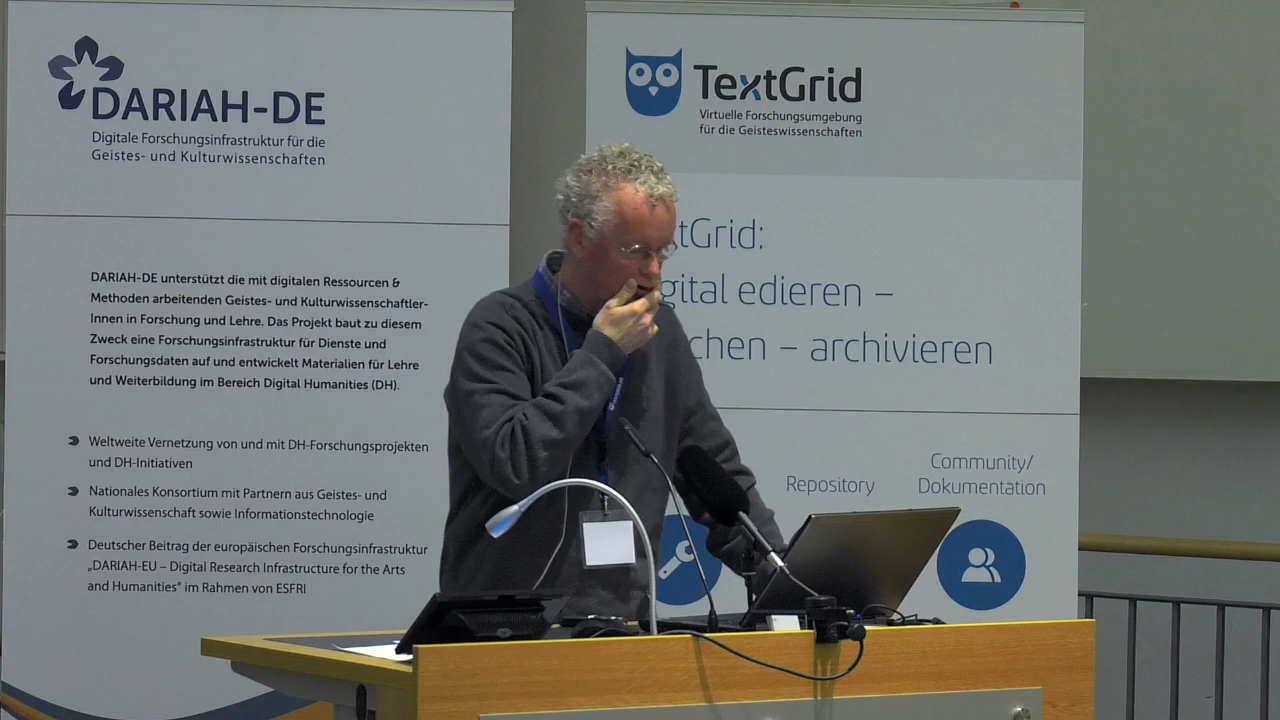 DARIAH-DE
Digitale Forschungsinfrastruktur für die
Geistes- und Kulturwissenschaften
DARIAH-DE unterstützt die mit digitalen Ressourcen &
Methoden arbeitenden Geistes- und Kulturwissenschaftler-
Innen in Forschung und Lehre. Das Projekt baut zu diesem
Zweck eine Forschungsinfrastruktur für Dienste und
Forschungsdaten auf und entwickelt Materialien für Lehre
und Weiterbildung im Bereich Digital Humanities (DH).
Weltweite Vernetzung von und mit DH-Forschungsprojekten
und DH-Initiativen
Nationales Konsortium mit Partnern aus Geistes- und
Kulturwissenschaft sowie Informationstechnologie
Deutscher Beitrag der europäischen Forschungsinfrastruktur
„DARIAH-EU – Digital Research Infrastructure for the Arts
and Humanities“ im Rahmen von ESFRI
TextGrid
Virtuelle Forschungsumgebung
für die Geisteswissenschaften
tGrid:
gital edieren –
chen – archivieren
Repository
Community/
Dokumentation